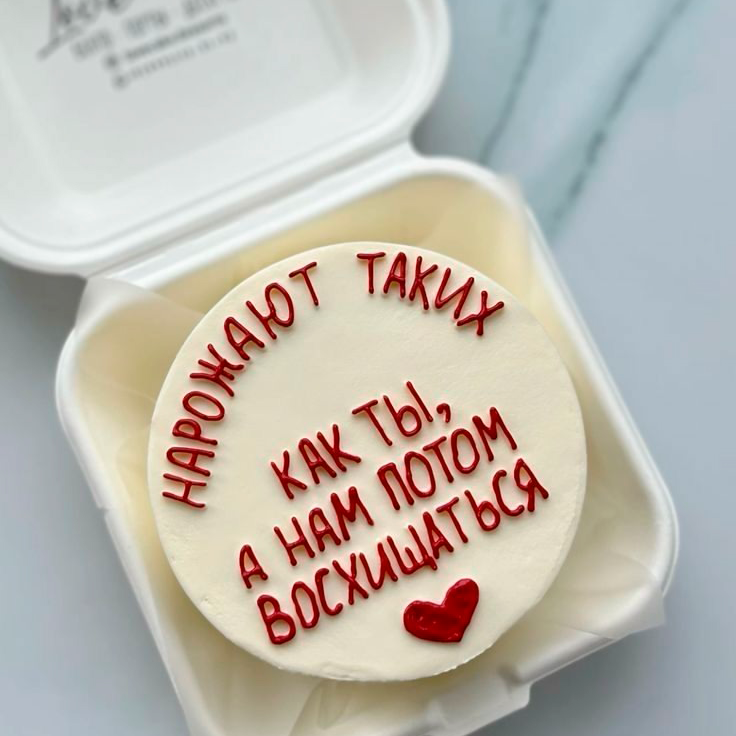 НАРОЖАЮТ ТАКИХ
КАК ТЫ,
А НАМ ПОТОМ
ВОСХИЩАТЬСЯ